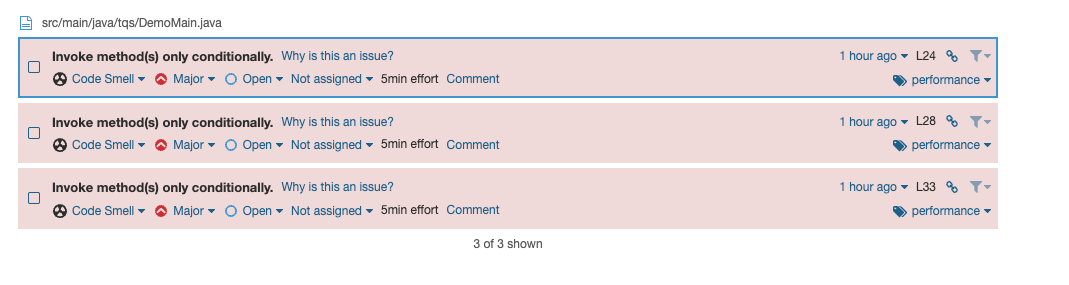 src/main/java/tqs/DemoMain.java
Invoke method(s) only conditionally. Why is this an issue? 1 hour ago L24
Code Smell Major Open Not assigned 5min effort Comment performance
Invoke method(s) only conditionally. Why is this an issue? 1 hour ago L28
Code Smell Major Open Not assigned 5min effort Comment performance
Invoke method(s) only conditionally. Why is this an issue? 1 hour ago L33
Code Smell Major Open Not assigned 5min effort Comment performance
3 of 3 shown